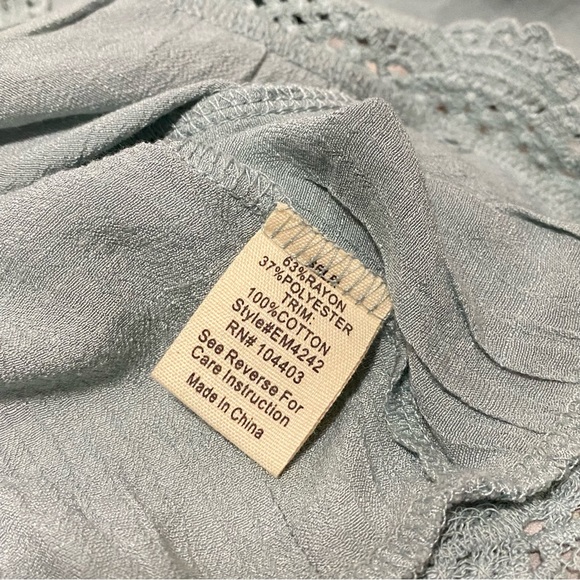 SELF:
63%RAYON
37%POLYESTER
TRIM:
100%COTTON
Style#EM4242
RN# 104403
See Reverse For
Care Instruction
Made In China